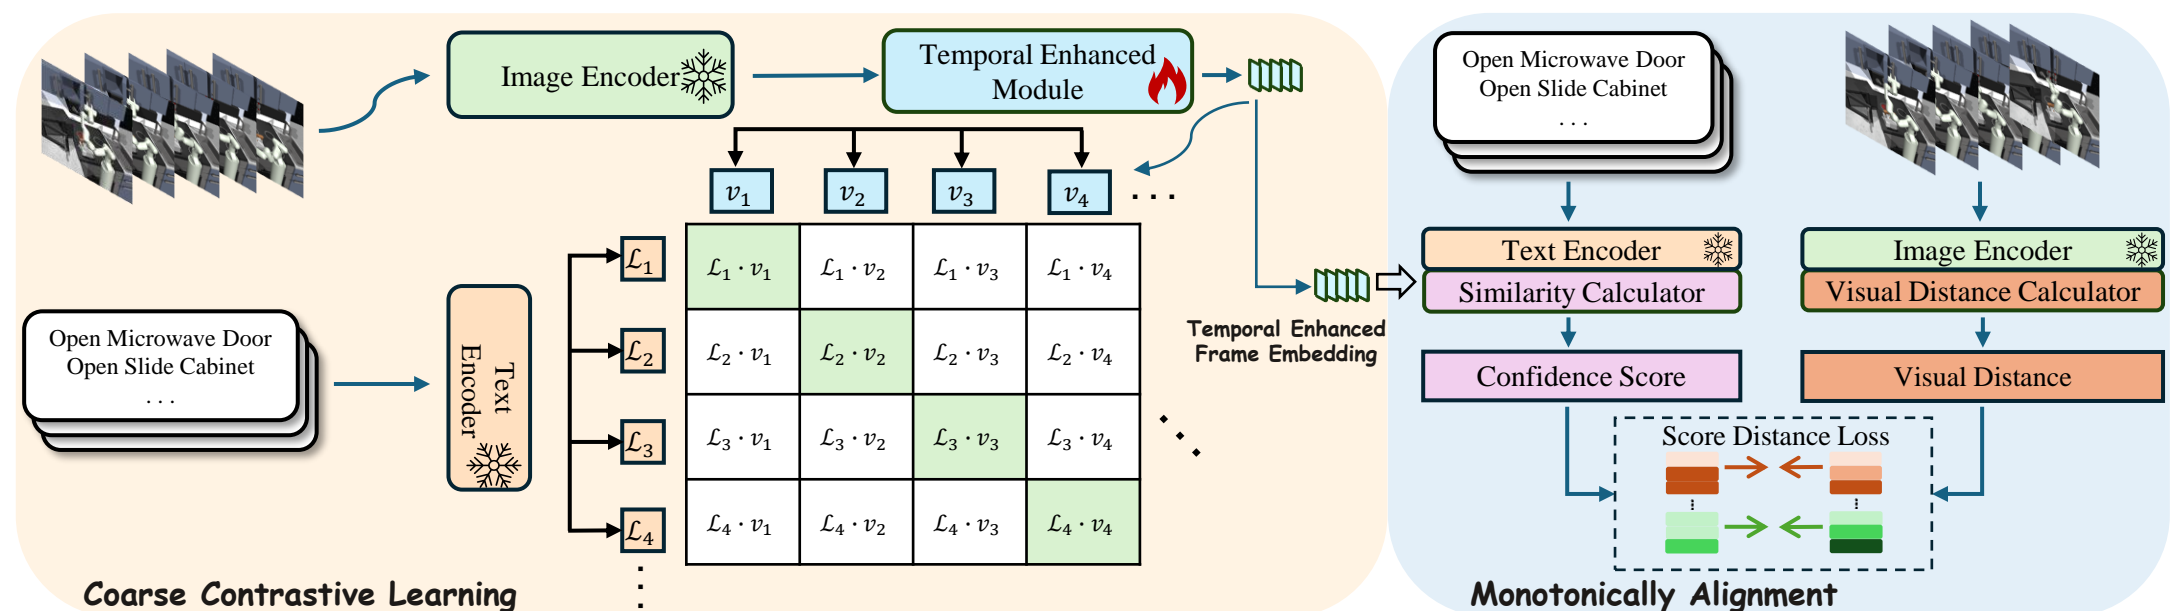 Image Encoder
Temporal Enhanced
Module
v₁
v₂
v₃
v₄
. . .
ℒ₁
ℒ₁ · v₁
ℒ₁ · v₂
ℒ₁ · v₃
ℒ₁ · v₄
ℒ₂
ℒ₂ · v₁
ℒ₂ · v₂
ℒ₂ · v₃
ℒ₂ · v₄
ℒ₃
ℒ₃ · v₁
ℒ₃ · v₂
ℒ₃ · v₃
ℒ₃ · v₄
ℒ₄
ℒ₄ · v₁
ℒ₄ · v₂
ℒ₄ · v₃
ℒ₄ · v₄
Open Microwave Door
Open Slide Cabinet
. . .
Text
Encoder
Temporal Enhanced
Frame Embedding
Coarse Contrastive Learning
Open Microwave Door
Open Slide Cabinet
. . .
Text Encoder
Similarity Calculator
Confidence Score
Image Encoder
Visual Distance Calculator
Visual Distance
Score Distance Loss
Monotonically Alignment